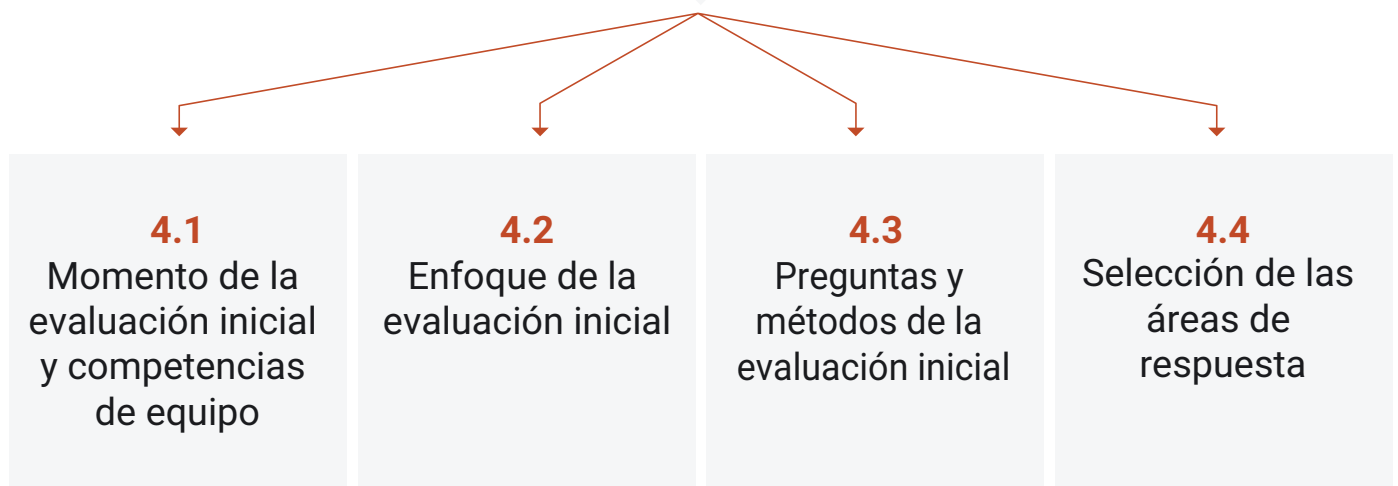 4.1
Momento de la
evaluación inicial
y competencias
de equipo
4.2
Enfoque de la
evaluación inicial
4.3
Preguntas y
métodos de la
evaluación inicial
4.4
Selección de las
áreas de
respuesta